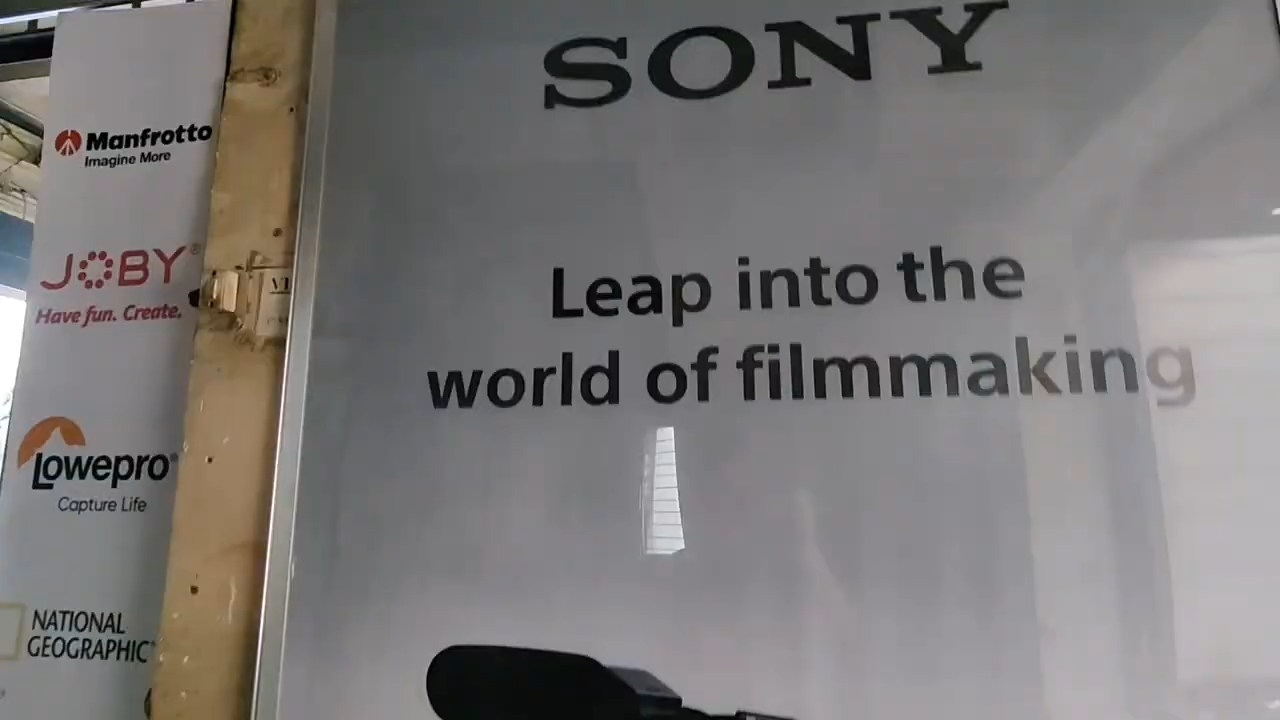 Manfrotto
Imagine More
JOBY®
Have fun. Create.
Lowepro
Capture Life
NATIONAL
GEOGRAPHIC
SONY
Leap into the
world of filmmaking